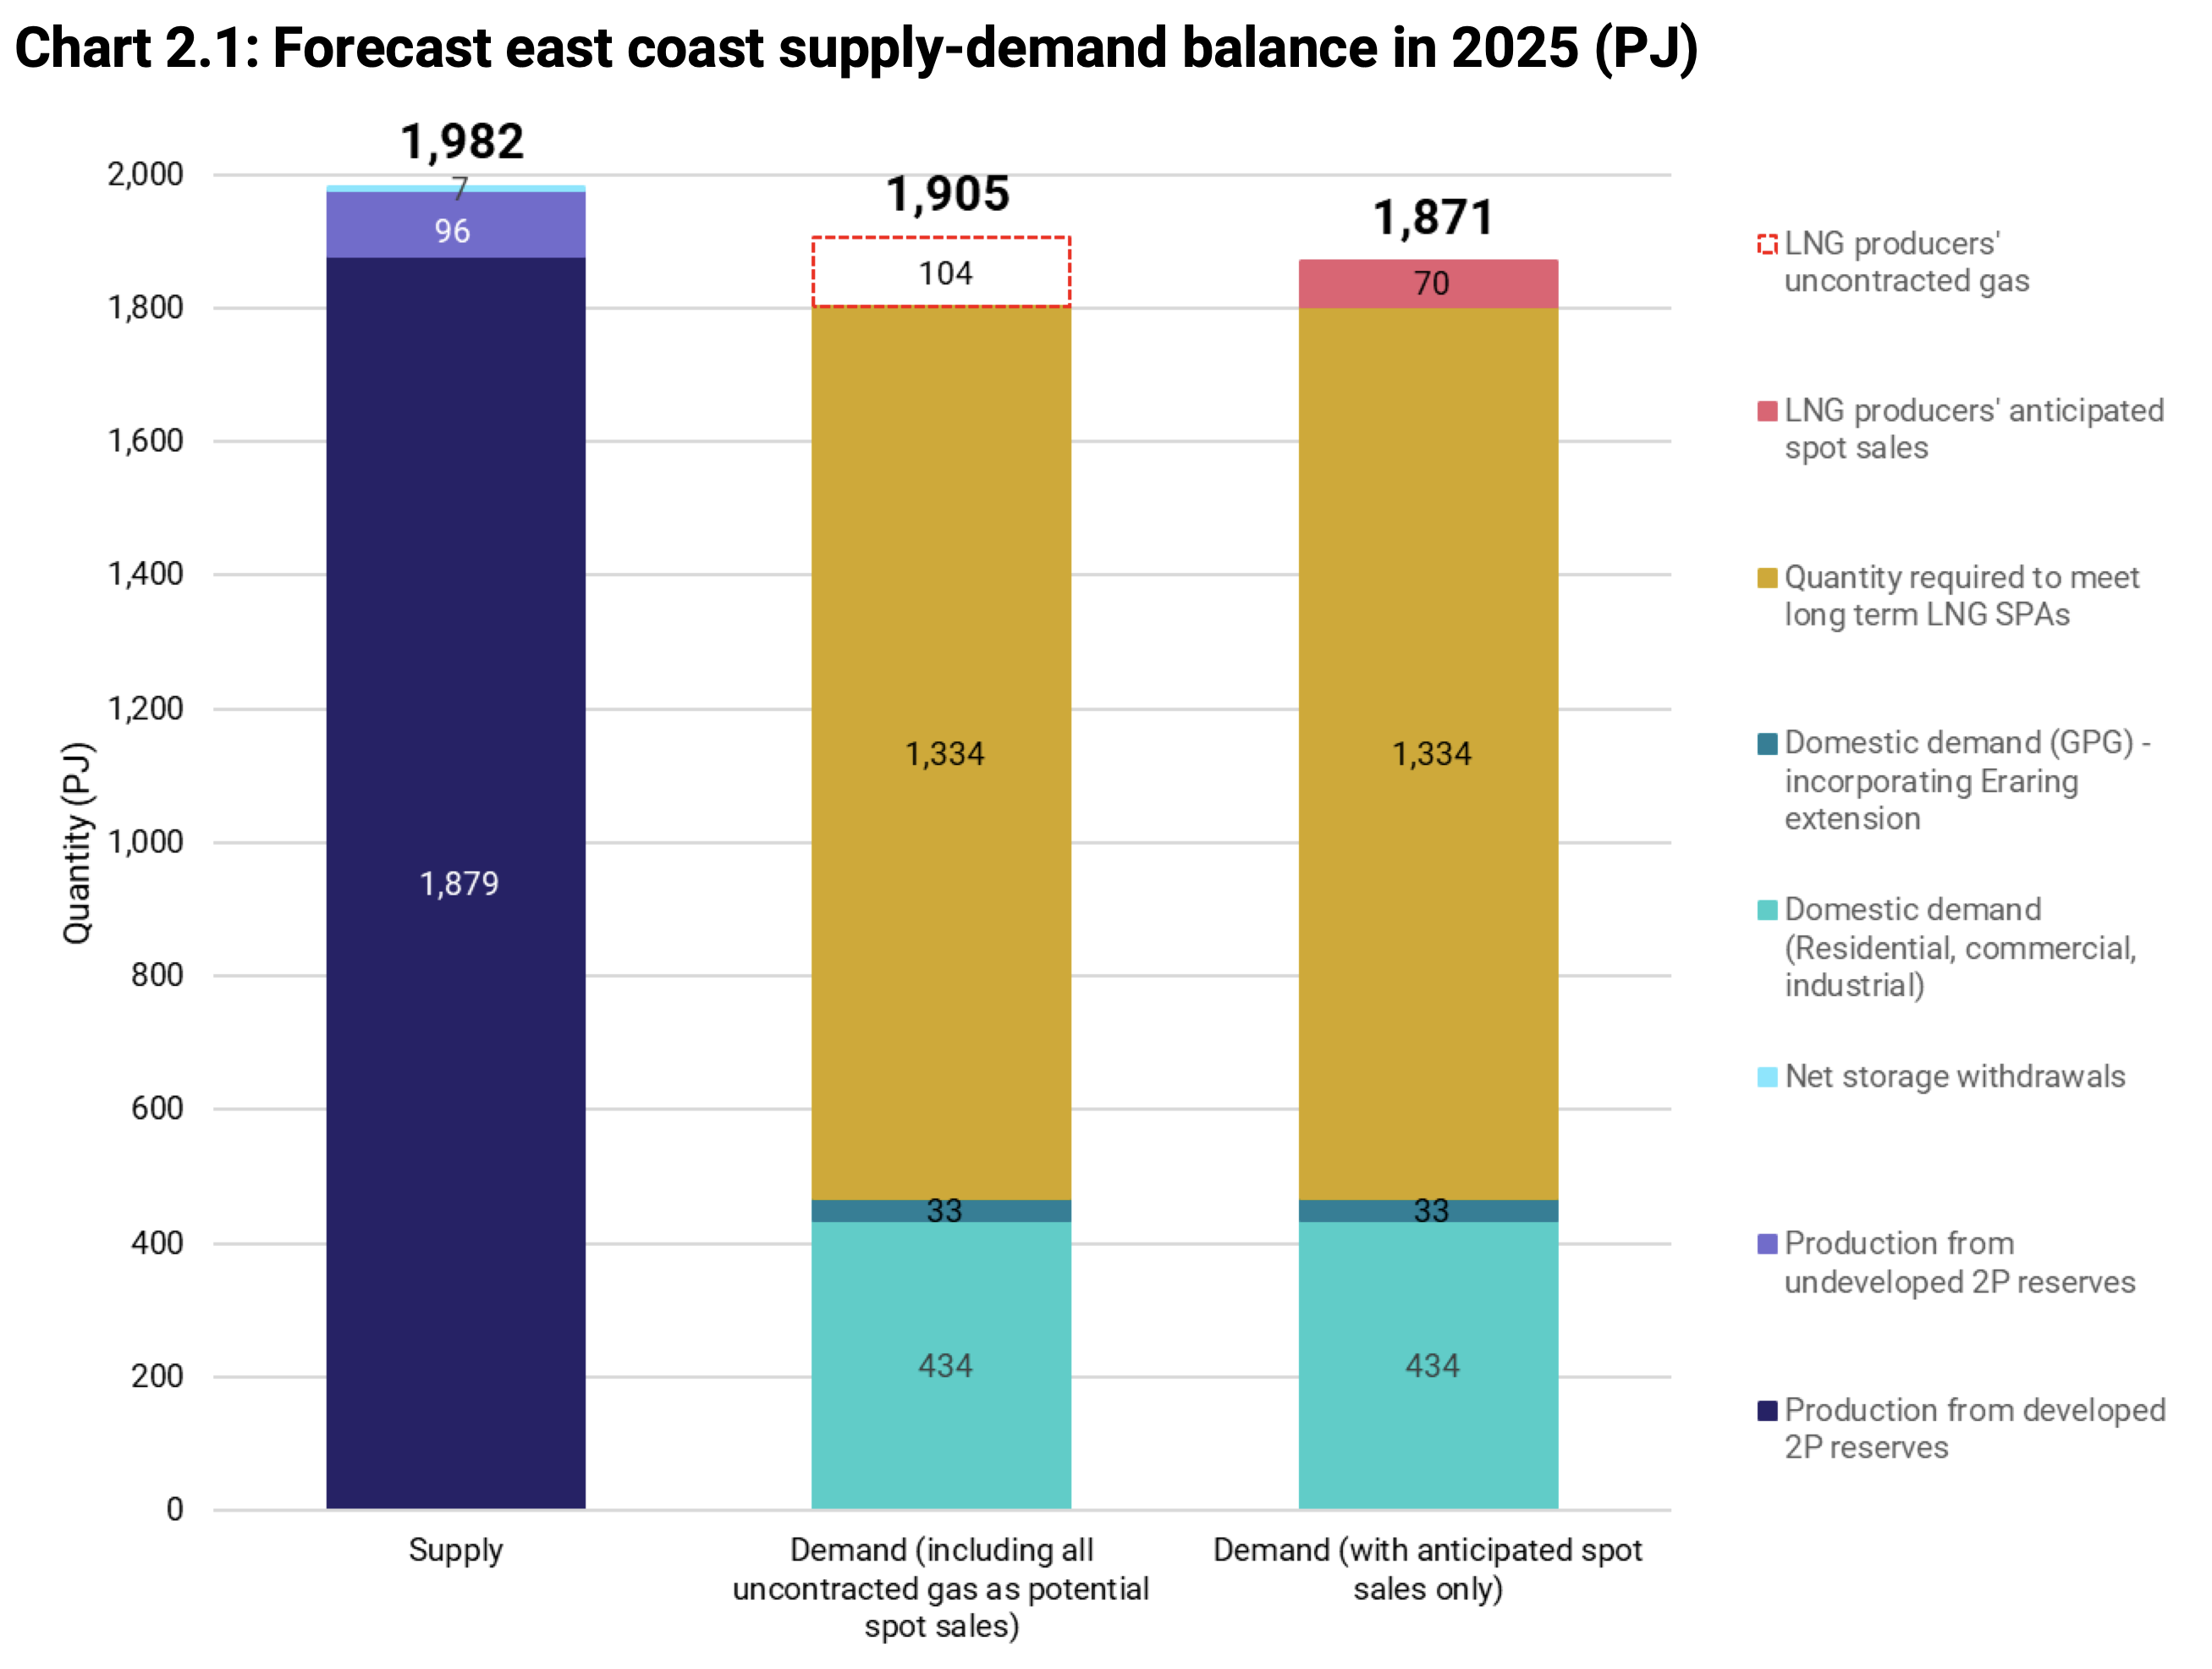 Chart 2.1: Forecast east coast supply-demand balance in 2025 (PJ)
1,982
1,905
1,871
2,000
1,800
1,600
1,400
1,200
1,000
800
600
400
200
0
Quantity (PJ)
7
96
1,879
104
1,334
33
434
70
1,334
33
434
Supply
Demand (including all
uncontracted gas as potential
spot sales)
Demand (with anticipated spot
sales only)
LNG producers'
uncontracted gas
LNG producers' anticipated
spot sales
Quantity required to meet
long term LNG SPAs
Domestic demand (GPG) -
incorporating Eraring
extension
Domestic demand
(Residential, commercial,
industrial)
Net storage withdrawals
Production from
undeveloped 2P reserves
Production from developed
2P reserves